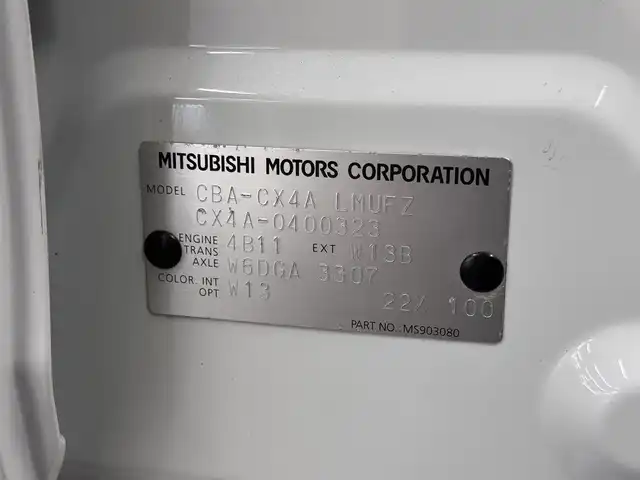 MITSUBISHI MOTORS CORPORATION
MODEL CBA-CX4A LMUFZ
CX4A-0400323
ENGINE 4B11 EXT W13B
TRANS AXLE W6DGA 3307
COLOR. INT OPT W13 22X 100
PART NO.:MS903080